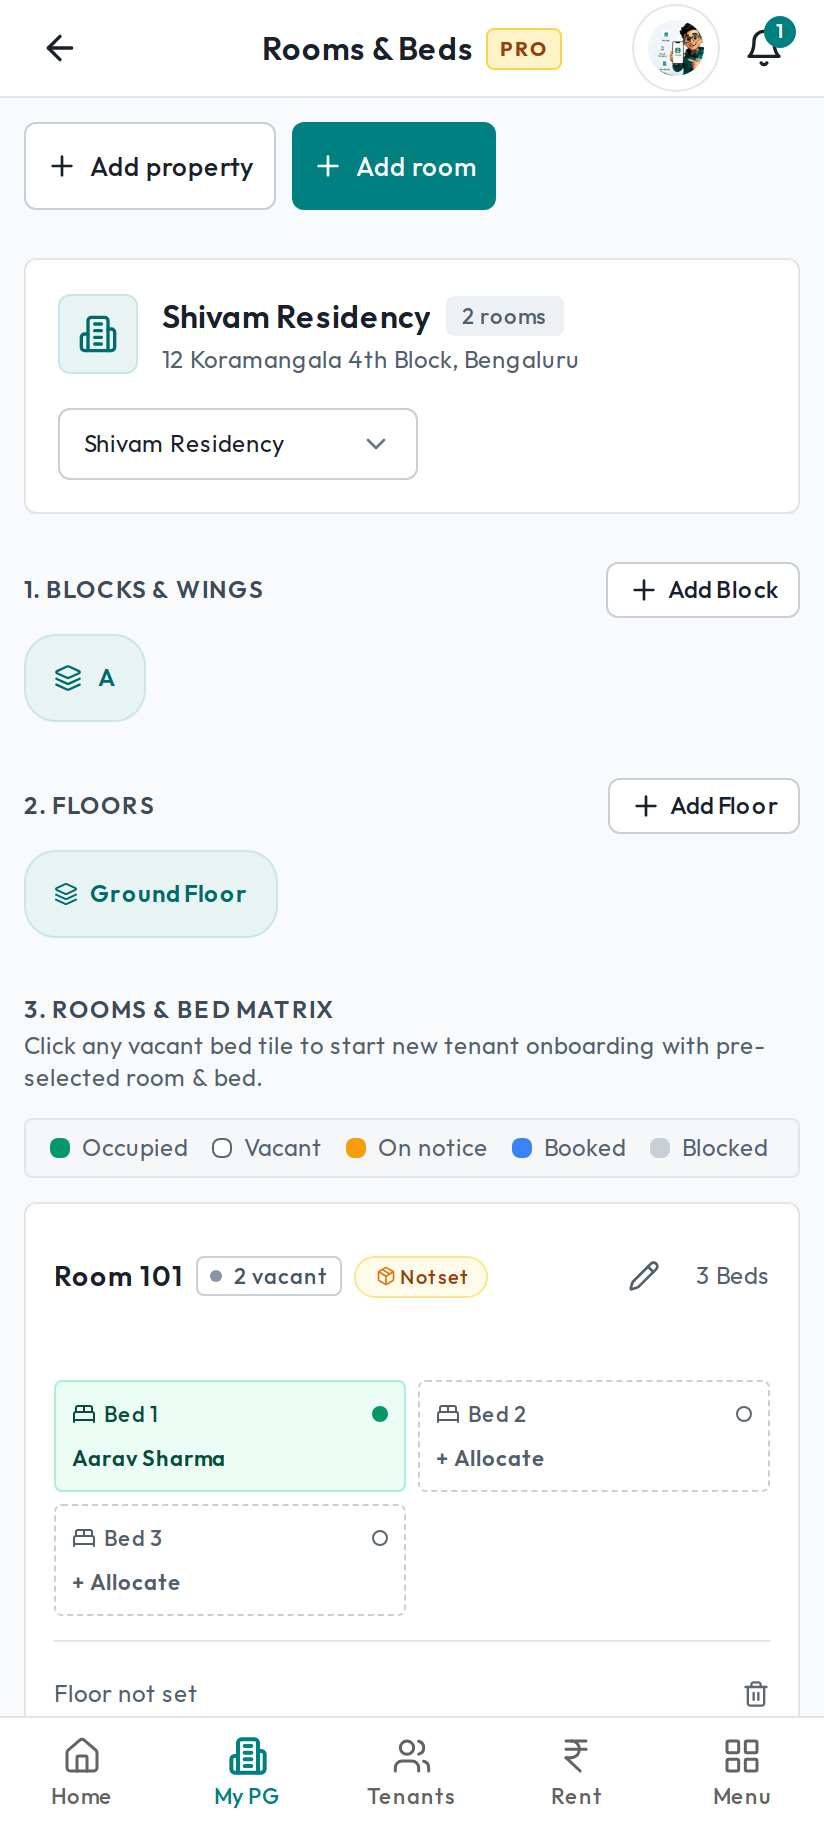 Rooms & Beds PRO
1
+ Add property
+ Add room
Shivam Residency 2 rooms
12 Koramangala 4th Block, Bengaluru
Shivam Residency
1. BLOCKS & WINGS
+ Add Block
A
2. FLOORS
+ Add Floor
Ground Floor
3. ROOMS & BED MATRIX
Click any vacant bed tile to start new tenant onboarding with pre-
selected room & bed.
Occupied Vacant On notice Booked Blocked
Room 101 2 vacant Not set 3 Beds
Bed 1
Aarav Sharma
Bed 2
+ Allocate
Bed 3
+ Allocate
Floor not set
Home My PG Tenants Rent Menu